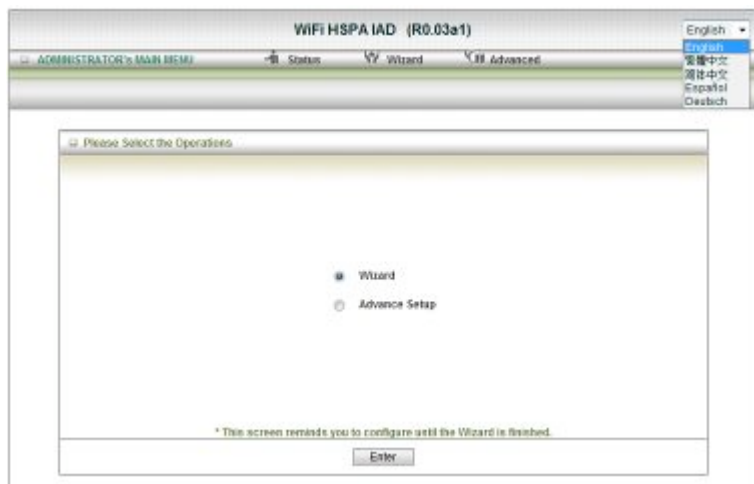 WiFi HSPA IAD (R0.03a1)
English
ADMINISTRATOR's MAIN MENU
Status
Wizard
Advanced
English
繁體中文
简体中文
Español
Deutsch
Please Select the Operations
Wizard
Advance Setup
* This screen reminds you to configure until the Wizard is finished.
Enter